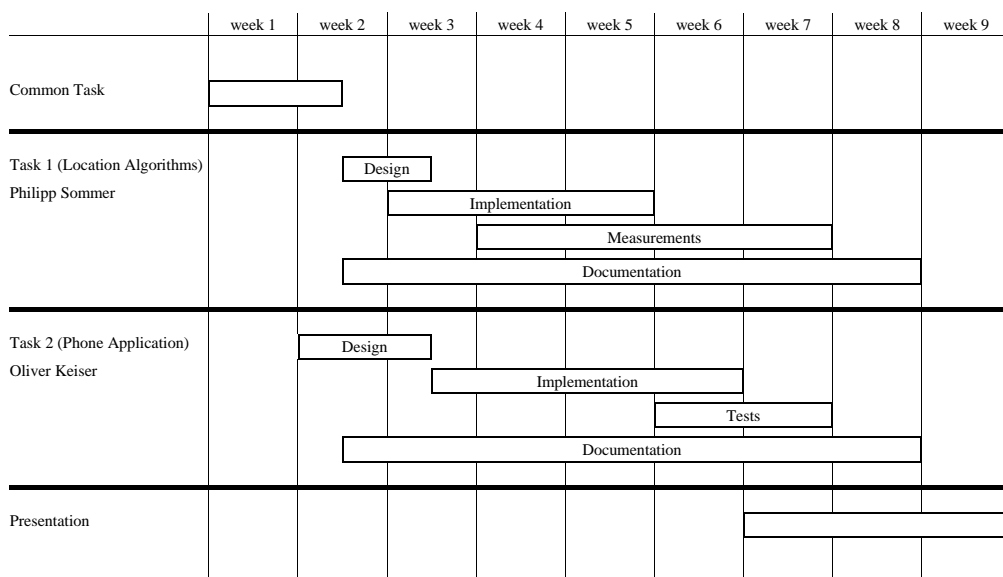 week 1 week 2 week 3 week 4 week 5 week 6 week 7 week 8 week 9
Common Task
Task 1 (Location Algorithms)
Design
Philipp Sommer
Implementation
Measurements
Documentation
Task 2 (Phone Application)
Design
Oliver Keiser
Implementation
Tests
Documentation
Presentation